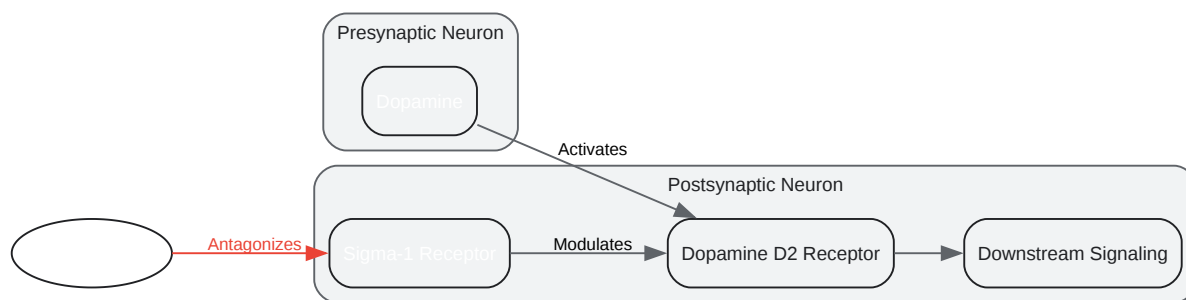 Presynaptic Neuron
Dopamine
Activates
Postsynaptic Neuron
Antagonizes
Sigma-1 Receptor
Modulates
Dopamine D2 Receptor
Downstream Signaling